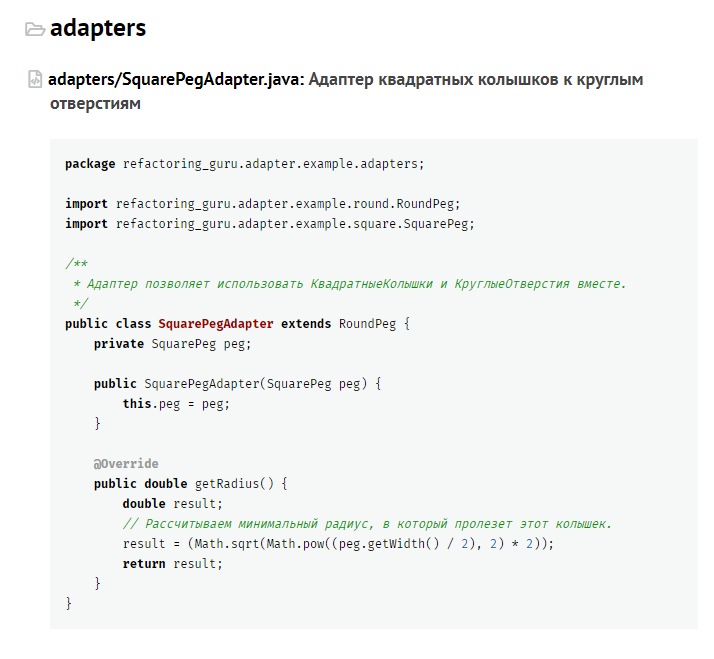 adapters
adapters/SquarePegAdapter.java: Адаптер квадратных колышков к круглым
отверстиям
package refactoring_guru.adapter.example.adapters;
import refactoring_guru.adapter.example.round.RoundPeg;
import refactoring_guru.adapter.example.square.SquarePeg;
/**
 * Адаптер позволяет использовать КвадратныеКолышки и КруглыеОтверстия вместе.
 */
public class SquarePegAdapter extends RoundPeg {
    private SquarePeg peg;
    public SquarePegAdapter(SquarePeg peg) {
        this.peg = peg;
    }
    @Override
    public double getRadius() {
        double result;
        // Рассчитываем минимальный радиус, в который пролезет этот колышек.
        result = (Math.sqrt(Math.pow((peg.getWidth() / 2), 2) * 2));
        return result;
    }
}